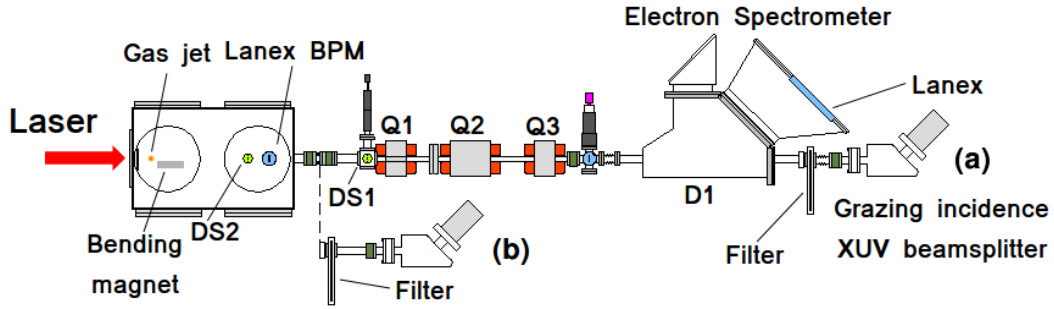 Electron Spectrometer
Gas jet Lanex BPM
Lanex
Laser
Q1 Q2 Q3
(a)
DS1
D1
DS2
Bending
magnet
(b)
Filter
Filter
Grazing incidence
XUV beamsplitter